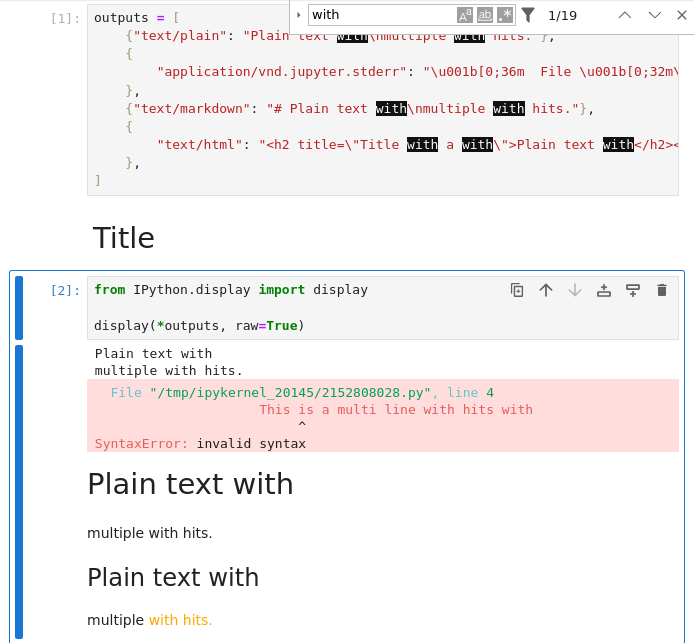 with
1/19
[1]:
outputs = [
{"text/plain": "Plain text with\nmultiple with hits."},
{
"application/vnd.jupyter.stderr": "\u001b[0;36m  File \u001b[0;32m\
},
{"text/markdown": "# Plain text with\nmultiple with hits."},
{
"text/html": "<h2 title=\"Title with a with\">Plain text with</h2><
},
]
Title
[2]:
from IPython.display import display
display(*outputs, raw=True)
Plain text with
multiple with hits.
File "/tmp/ipykernel_20145/2152808028.py", line 4
This is a multi line with hits with
^
SyntaxError: invalid syntax
Plain text with
multiple with hits.
Plain text with
multiple with hits.